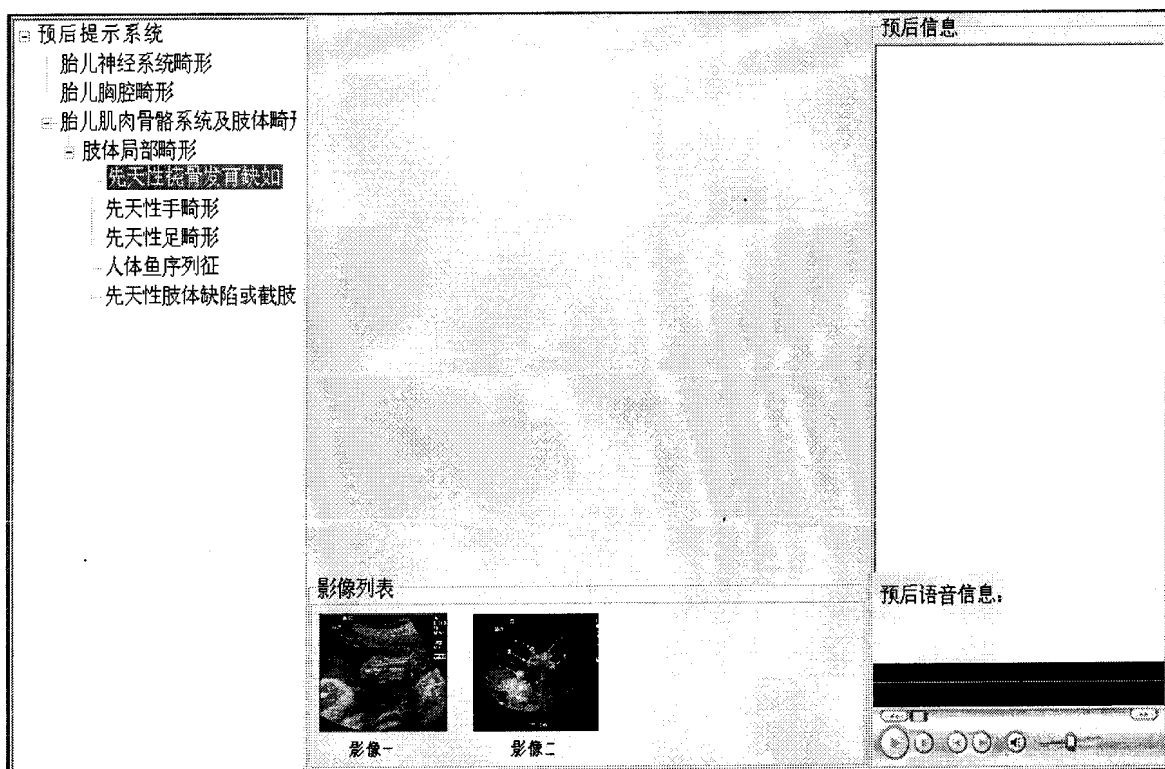 预后提示系统
胎儿神经系统畸形
胎儿胸腔畸形
胎儿肌肉骨骼系统及肢体畸形
肢体局部畸形
先天性桡骨发育缺如
先天性手畸形
先天性足畸形
人体鱼序列征
先天性肢体缺陷或截肢
影像列表
影像一
影像二
预后信息
预后语音信息: